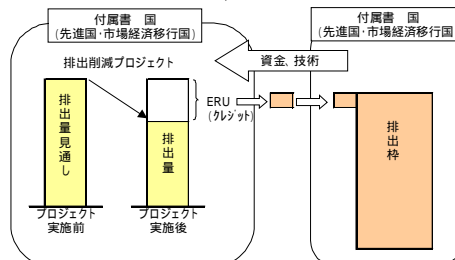 付属書 国
(先進国・市場経済移行国)
付属書 国
(先進国・市場経済移行国)
資金、技術
排出削減プロジェクト
ERU
(クレジット)
排出量見通し
排出量
排出枠
プロジェクト
実施前
プロジェクト
実施後